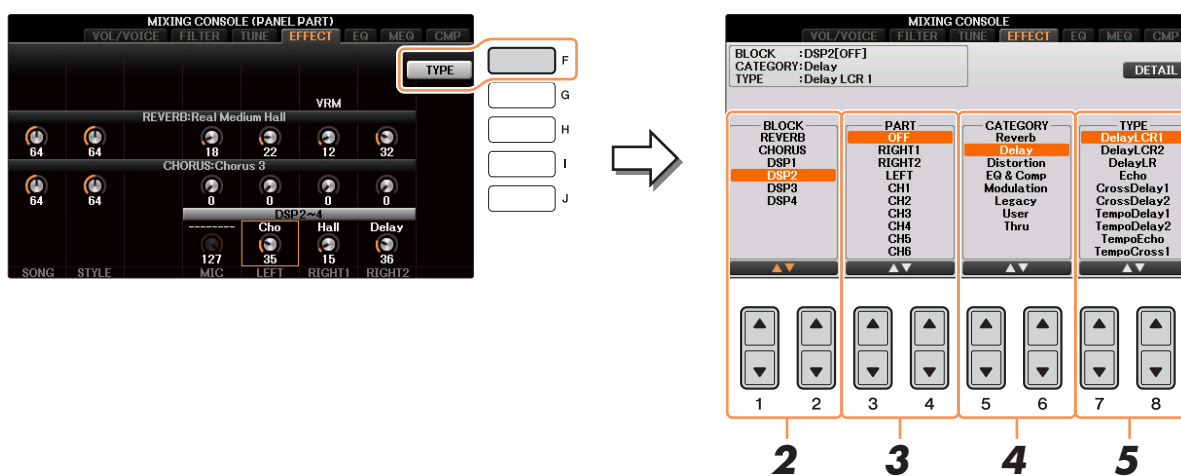 MIXING CONSOLE (PANEL PART)
VOL/VOICE FILTER TUNE EFFECT EQ MEQ CMP
TYPE
F
G
H
I
J
VRM
REVERB:Real Medium Hall
64 64 18 22 12 32
CHORUS:Chorus 3
64 64 0 0 0 0
DSP2~4
-------- Cho Hall Delay
127 35 15 36
SONG STYLE MIC LEFT RIGHT1 RIGHT2
MIXING CONSOLE
VOL/VOICE FILTER TUNE EFFECT EQ MEQ CMP
BLOCK :DSP2[OFF]
CATEGORY:Delay
TYPE :Delay LCR 1
DETAIL
BLOCK
REVERB
CHORUS
DSP1
DSP2
DSP3
DSP4
PART
OFF
RIGHT1
RIGHT2
LEFT
CH1
CH2
CH3
CH4
CH5
CH6
CATEGORY
Reverb
Delay
Distortion
EQ & Comp
Modulation
Legacy
User
Thru
TYPE
DelayLCR1
DelayLCR2
DelayLR
Echo
CrossDelay1
CrossDelay2
TempoDelay1
TempoDelay2
TempoEcho
TempoCross1
1 2 3 4 5 6 7 8
2 3 4 5